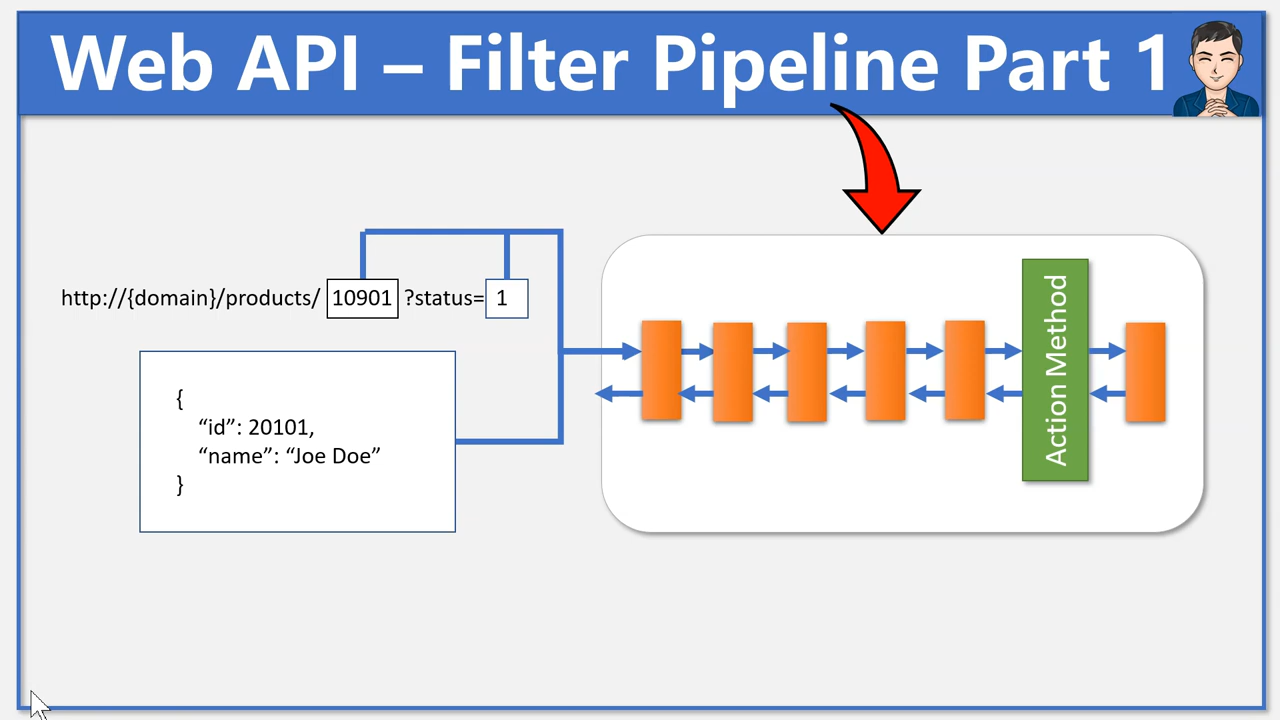 Web API – Filter Pipeline Part 1
http://{domain}/products/ 10901 ?status= 1
{
“id”: 20101,
“name”: “Joe Doe”
}
Action Method